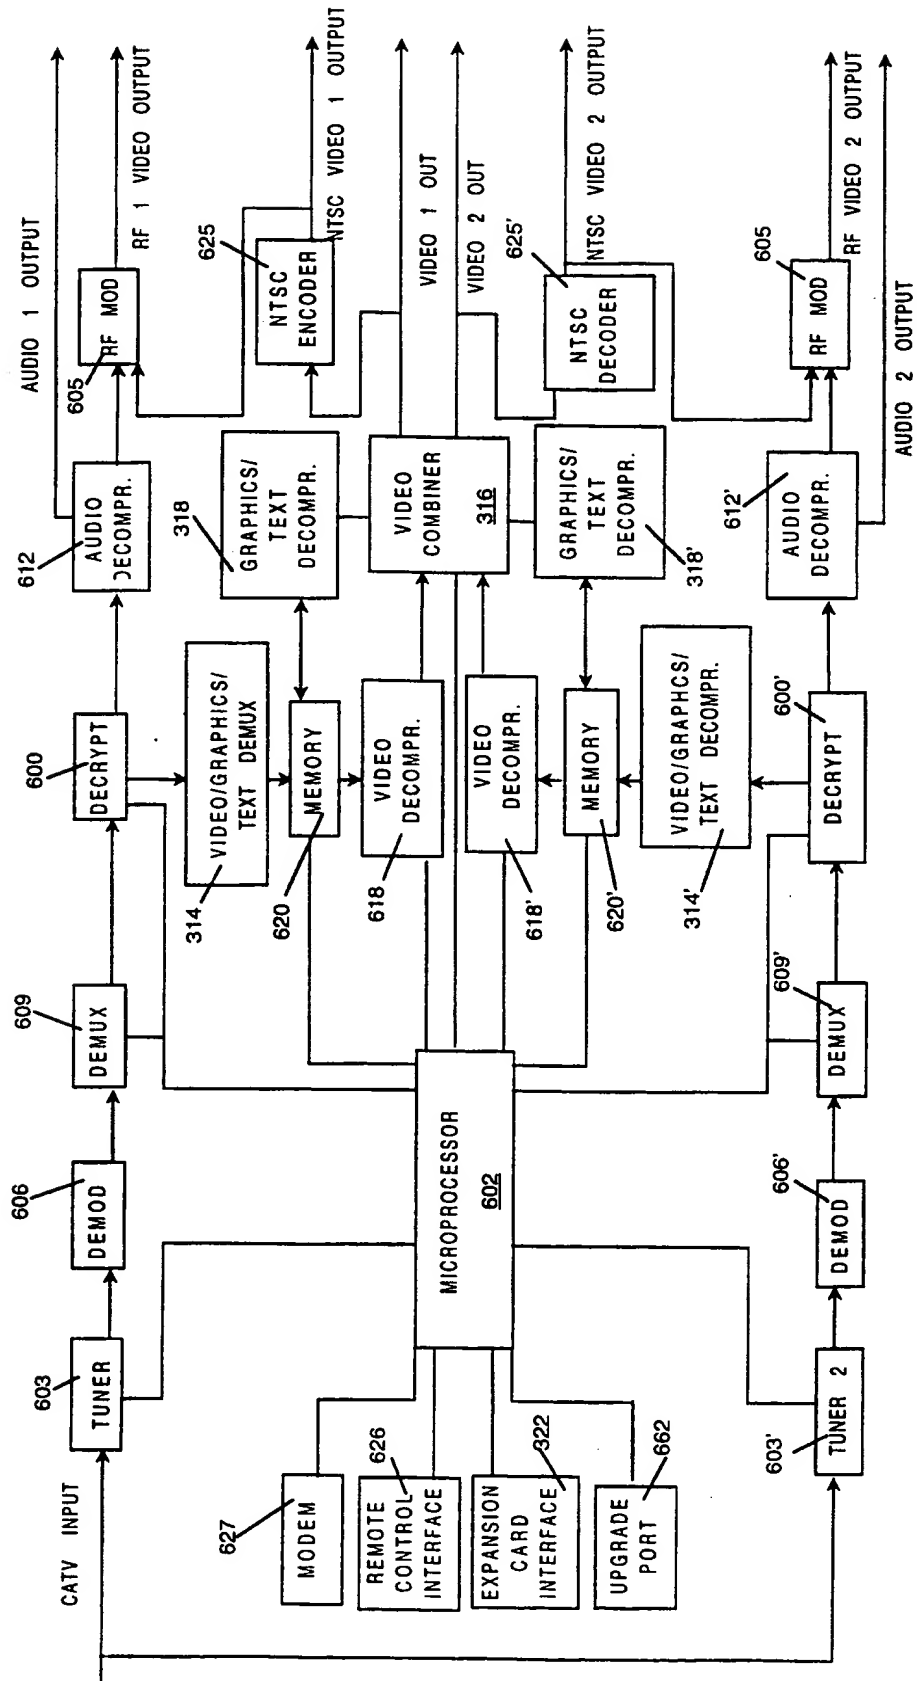 AUDIO 1 OUTPUT
RF 1 VIDEO OUTPUT
605
RF MOD
625
NTSC
ENCODER
NTSC VIDEO 1 OUTPUT
VIDEO 1 OUT
VIDEO 2 OUT
625'
NTSC
DECODER
NTSC VIDEO 2 OUTPUT
605
RF MOD
RF VIDEO 2 OUTPUT
AUDIO 2 OUTPUT
612
AUDIO
DECOMPR.
318
GRAPHICS/
TEXT
DECOMPR.
VIDEO
COMBINER
316
GRAPHICS/
TEXT
DECOMPR.
318'
612'
AUDIO
DECOMPR.
600
DECRYPT
314
VIDEO/GRAPHICS/
TEXT DEMUX
620
MEMORY
618
VIDEO
DECOMPR.
618'
VIDEO
DECOMPR.
620'
MEMORY
314'
VIDEO/GRAPHCS/
TEXT DECOMPR.
600'
DECRYPT
609
DEMUX
609'
DEMUX
606
DEMOD
MICROPROCESSOR
602
606'
DEMOD
603
TUNER
603'
TUNER 2
CATV INPUT
627
MODEM
626
REMOTE
CONTROL
INTERFACE
322
EXPANSION
CARD
INTERFACE
662
UPGRADE
PORT